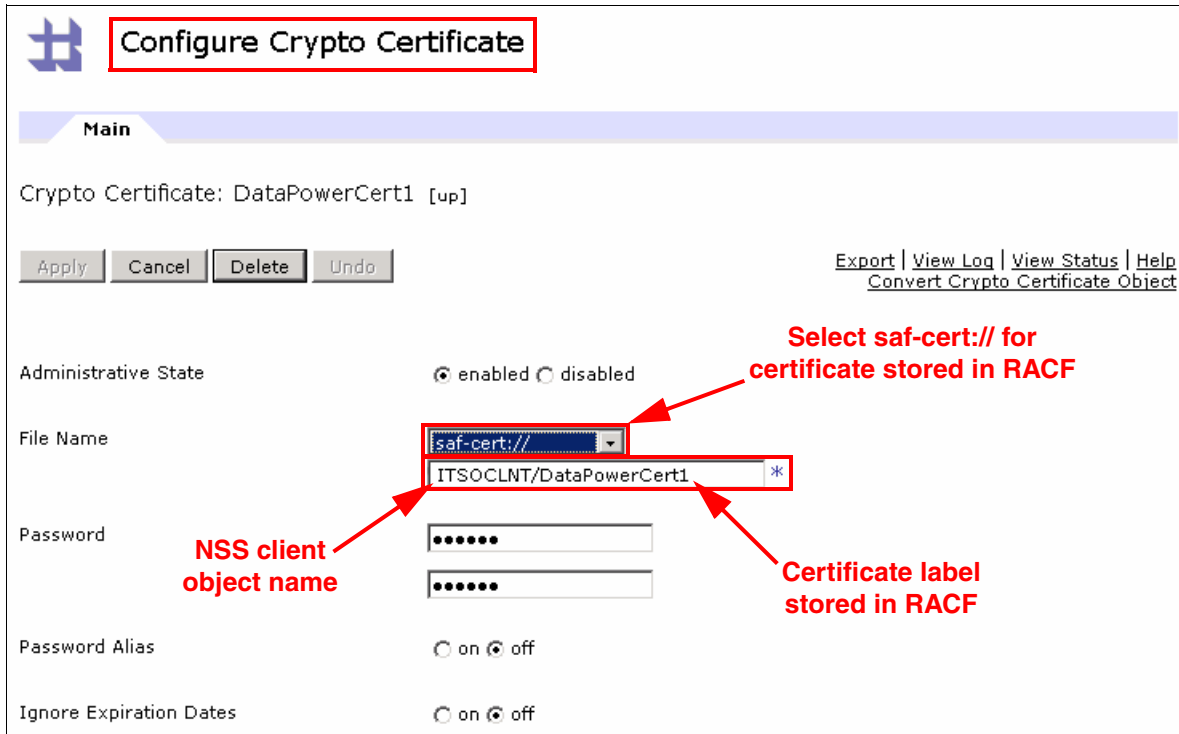 Configure Crypto Certificate
Main
Crypto Certificate: DataPowerCert1 [up]
Apply Cancel Delete Undo
Export | View Log | View Status | Help
Convert Crypto Certificate Object
Select saf-cert:// for
certificate stored in RACF
Administrative State enabled disabled
File Name saf-cert://
ITSOCLNT/DataPowerCert1 *
Password ••••••
NSS client
object name
••••••
Certificate label
stored in RACF
Password Alias on off
Ignore Expiration Dates on off